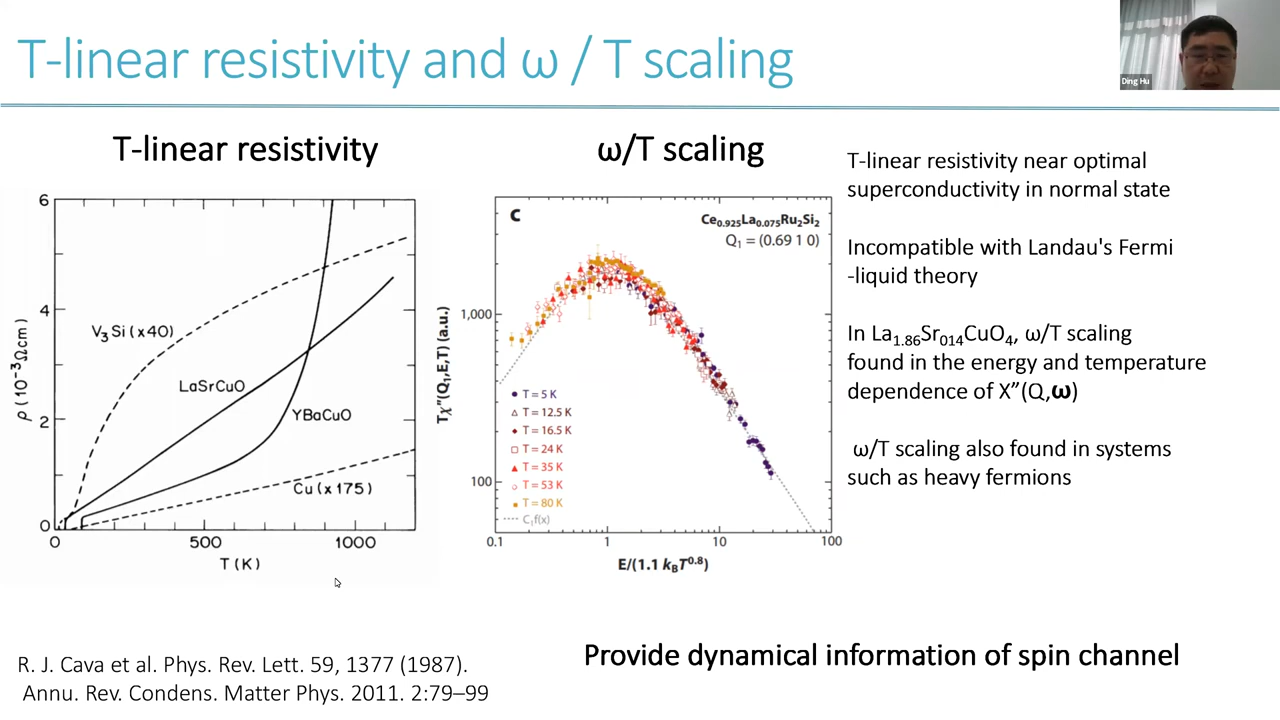 T-linear resistivity and ω / T scaling
Ding Hu
T-linear resistivity
6
4
2
0
ρ (10⁻³Ωcm)
V₃Si (x40)
LaSrCuO
YBaCuO
Cu (x175)
0 500 1000
T (K)
ω/T scaling
c
Ce₀.₉₂₅La₀.₀₇₅Ru₂Si₂
Q₁ = (0.69 1 0)
Tχ″(Q₁,E,T) (a.u.)
1,000
100
T = 5 K
T = 12.5 K
T = 16.5 K
T = 24 K
T = 35 K
T = 53 K
T = 80 K
C₁f(x)
0.1 1 10 100
E/(1.1 k_BT⁰·⁸)
T-linear resistivity near optimal
superconductivity in normal state
Incompatible with Landau's Fermi
-liquid theory
In La₁.₈₆Sr₀₁₄CuO₄, ω/T scaling
found in the energy and temperature
dependence of X″(Q,ω)
ω/T scaling also found in systems
such as heavy fermions
R. J. Cava et al. Phys. Rev. Lett. 59, 1377 (1987).
Annu. Rev. Condens. Matter Phys. 2011. 2:79–99
Provide dynamical information of spin channel